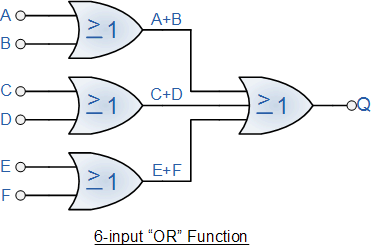 A
B
≥1
A+B
C
D
≥1
C+D
≥1
Q
E
F
≥1
E+F
6-input “OR” Function